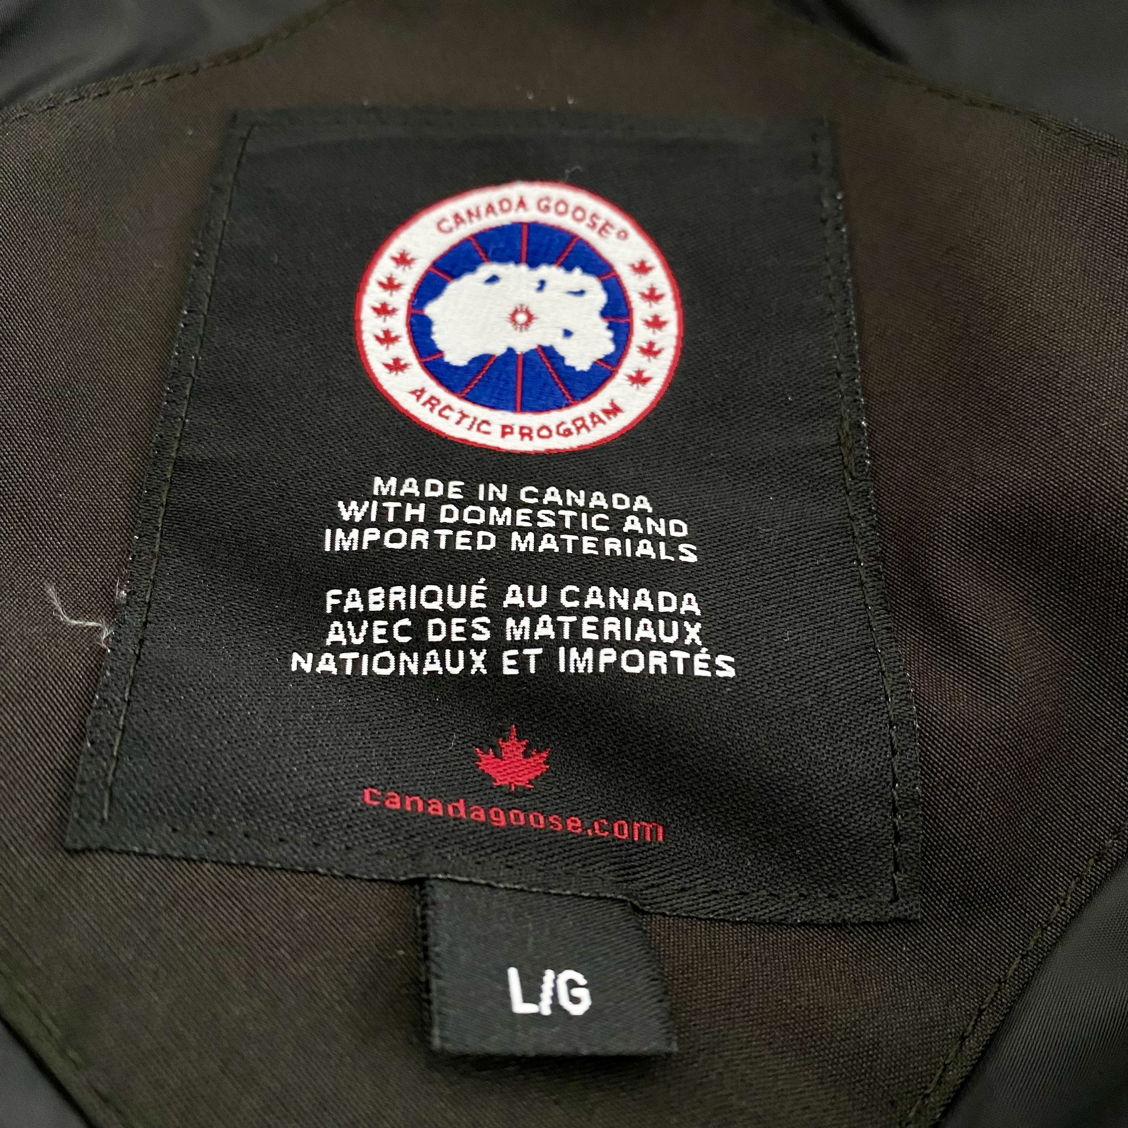 CANADA GOOSE®
ARCTIC PROGRAM
MADE IN CANADA
WITH DOMESTIC AND
IMPORTED MATERIALS
FABRIQUÉ AU CANADA
AVEC DES MATERIAUX
NATIONAUX ET IMPORTÉS
canadagoose.com
L/G